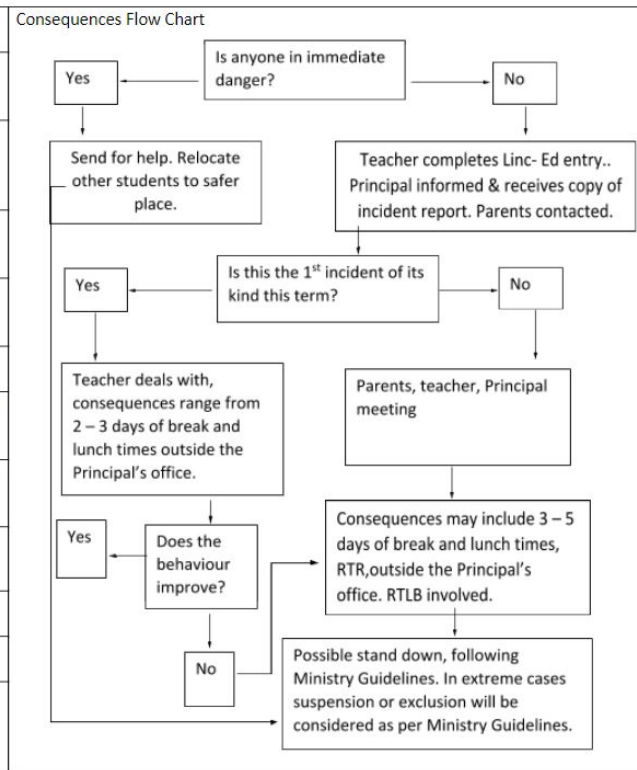 Consequences Flow Chart
Is anyone in immediate
danger?
Yes
No
Send for help. Relocate
other students to safer
place.
Teacher completes Linc- Ed entry..
Principal informed & receives copy of
incident report. Parents contacted.
Is this the 1st incident of its
kind this term?
Yes
No
Teacher deals with,
consequences range from
2 – 3 days of break and
lunch times outside the
Principal's office.
Parents, teacher, Principal
meeting
Consequences may include 3 – 5
days of break and lunch times,
RTR,outside the Principal's
office. RTLB involved.
Yes
Does the
behaviour
improve?
No
Possible stand down, following
Ministry Guidelines. In extreme cases
suspension or exclusion will be
considered as per Ministry Guidelines.